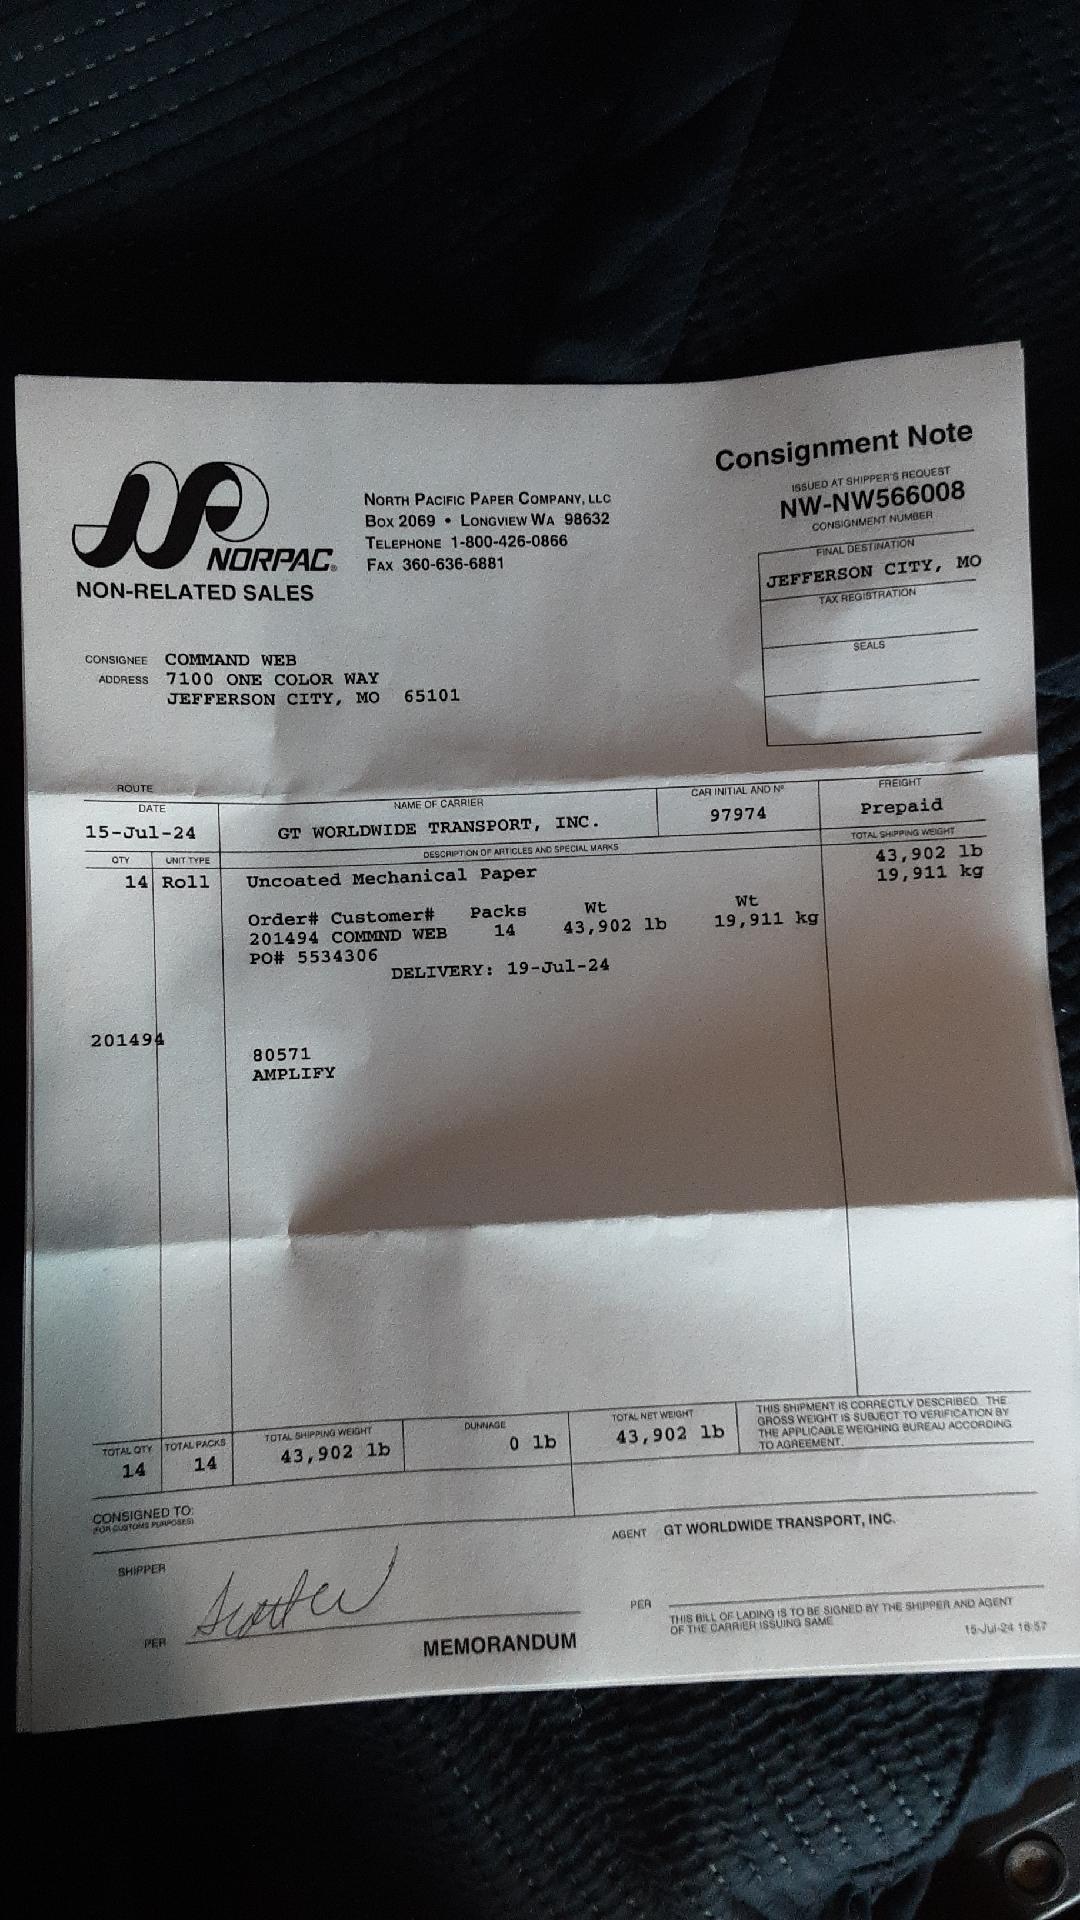 Consignment Note
ISSUED AT SHIPPER'S REQUEST
NW-NW566008
CONSIGNMENT NUMBER
NORPAC®
NON-RELATED SALES
NORTH PACIFIC PAPER COMPANY, LLC
BOX 2069 • LONGVIEW WA 98632
TELEPHONE 1-800-426-0866
FAX 360-636-6881
FINAL DESTINATION
JEFFERSON CITY, MO
TAX REGISTRATION
SEALS
CONSIGNEE COMMAND WEB
ADDRESS 7100 ONE COLOR WAY
JEFFERSON CITY, MO 65101
ROUTE
DATE NAME OF CARRIER CAR INITIAL AND Nº FREIGHT
15-Jul-24 GT WORLDWIDE TRANSPORT, INC. 97974 Prepaid
QTY UNIT TYPE DESCRIPTION OF ARTICLES AND SPECIAL MARKS TOTAL SHIPPING WEIGHT
14 Roll Uncoated Mechanical Paper 43,902 lb
19,911 kg
Order# Customer# Packs Wt Wt
201494 COMMND WEB 14 43,902 lb 19,911 kg
PO# 5534306
DELIVERY: 19-Jul-24
201494
80571
AMPLIFY
TOTAL QTY TOTAL PACKS TOTAL SHIPPING WEIGHT DUNNAGE TOTAL NET WEIGHT
14 14 43,902 lb 0 lb 43,902 lb
THIS SHIPMENT IS CORRECTLY DESCRIBED. THE
GROSS WEIGHT IS SUBJECT TO VERIFICATION BY
THE APPLICABLE WEIGHING BUREAU ACCORDING
TO AGREEMENT.
CONSIGNED TO:
(FOR CUSTOMS PURPOSES)
AGENT GT WORLDWIDE TRANSPORT, INC.
SHIPPER
PER
PER
THIS BILL OF LADING IS TO BE SIGNED BY THE SHIPPER AND AGENT
OF THE CARRIER ISSUING SAME
MEMORANDUM
15-Jul-24 16:57